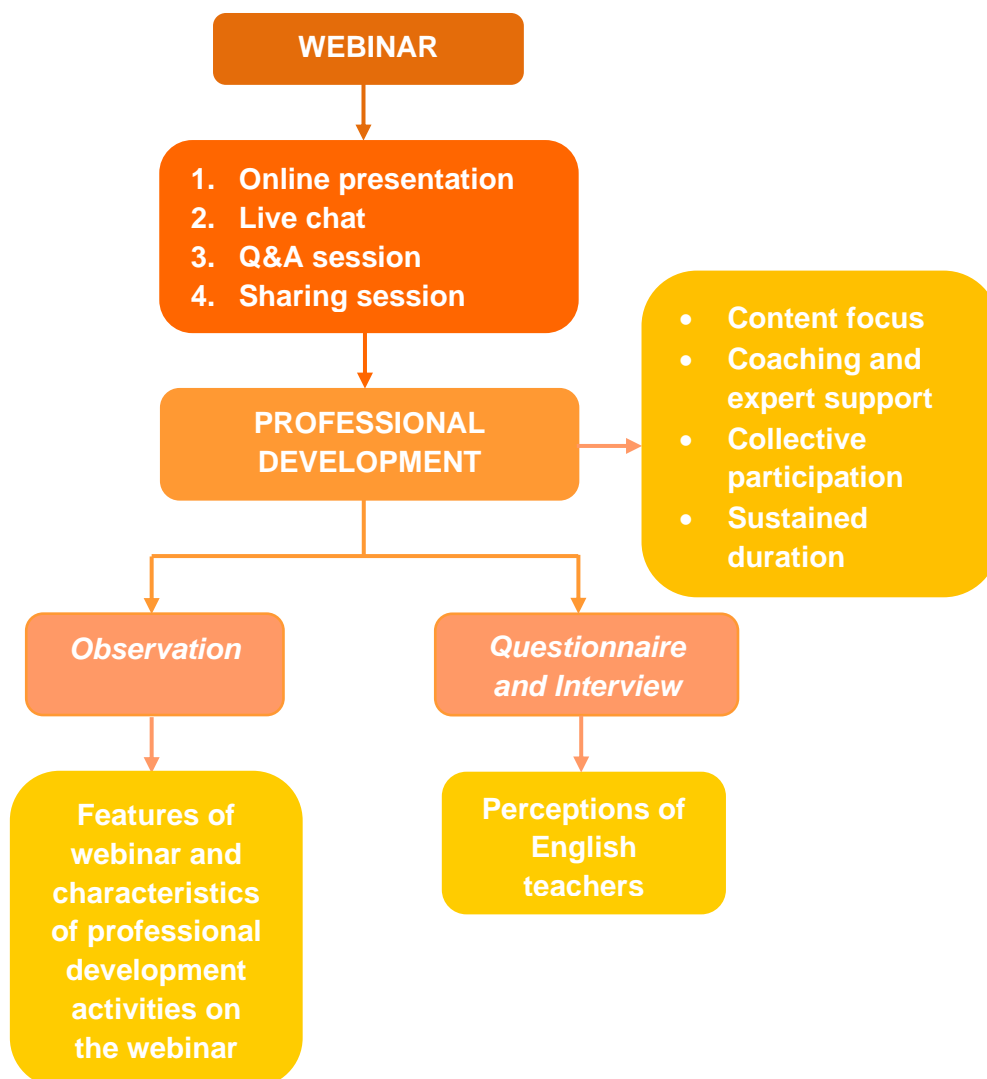 WEBINAR
1. Online presentation
2. Live chat
3. Q&A session
4. Sharing session
PROFESSIONAL
DEVELOPMENT
• Content focus
• Coaching and
expert support
• Collective
participation
• Sustained
duration
Observation
Questionnaire
and Interview
Features of
webinar and
characteristics
of professional
development
activities on
the webinar
Perceptions of
English
teachers